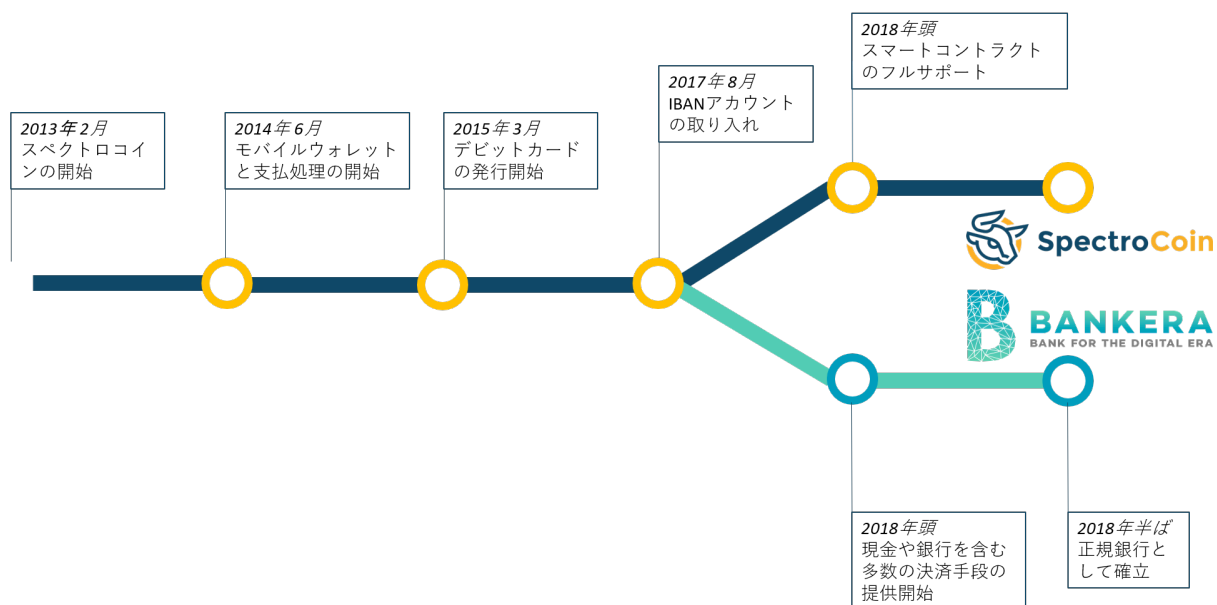 2013年2月
スペクトロコイ
ンの開始
2014年6月
モバイルウォレット
と支払処理の開始
2015年3月
デビットカード
の発行開始
2017年8月
IBANアカウント
の取り入れ
2018年頭
スマートコントラクト
のフルサポート
SpectroCoin
BANKERA
BANK FOR THE DIGITAL ERA
2018年頭
現金や銀行を含む
多数の決済手段の
提供開始
2018年半ば
正規銀行と
して確立